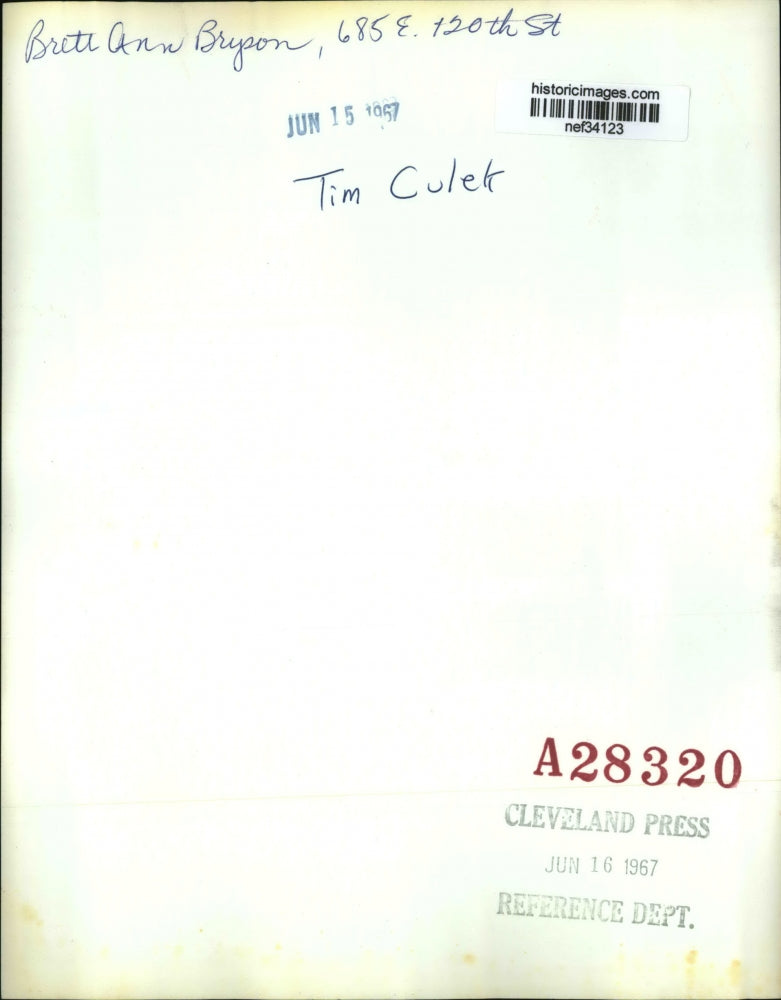 Brett Ann Bryson, 685 E. 120th St
historicimages.com
nef34123
JUN 15 1967
Tim Culek
A28320
CLEVELAND PRESS
JUN 16 1967
REFERENCE DEPT.